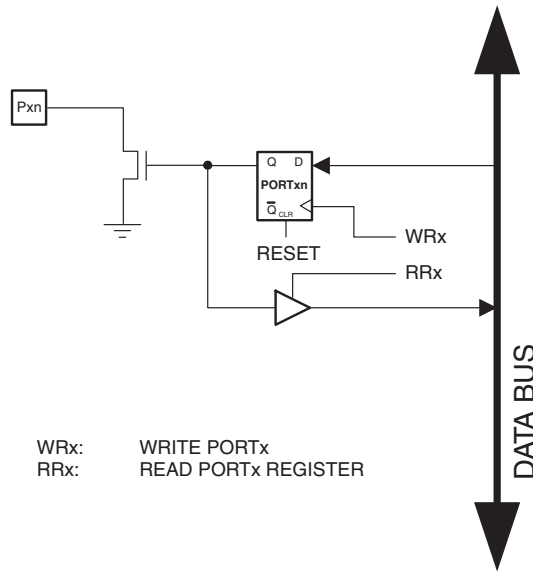 Pxn
Q D
PORTxn
Q CLR
RESET
WRx
RRx
WRx: WRITE PORTx
RRx: READ PORTx REGISTER
DATA BUS